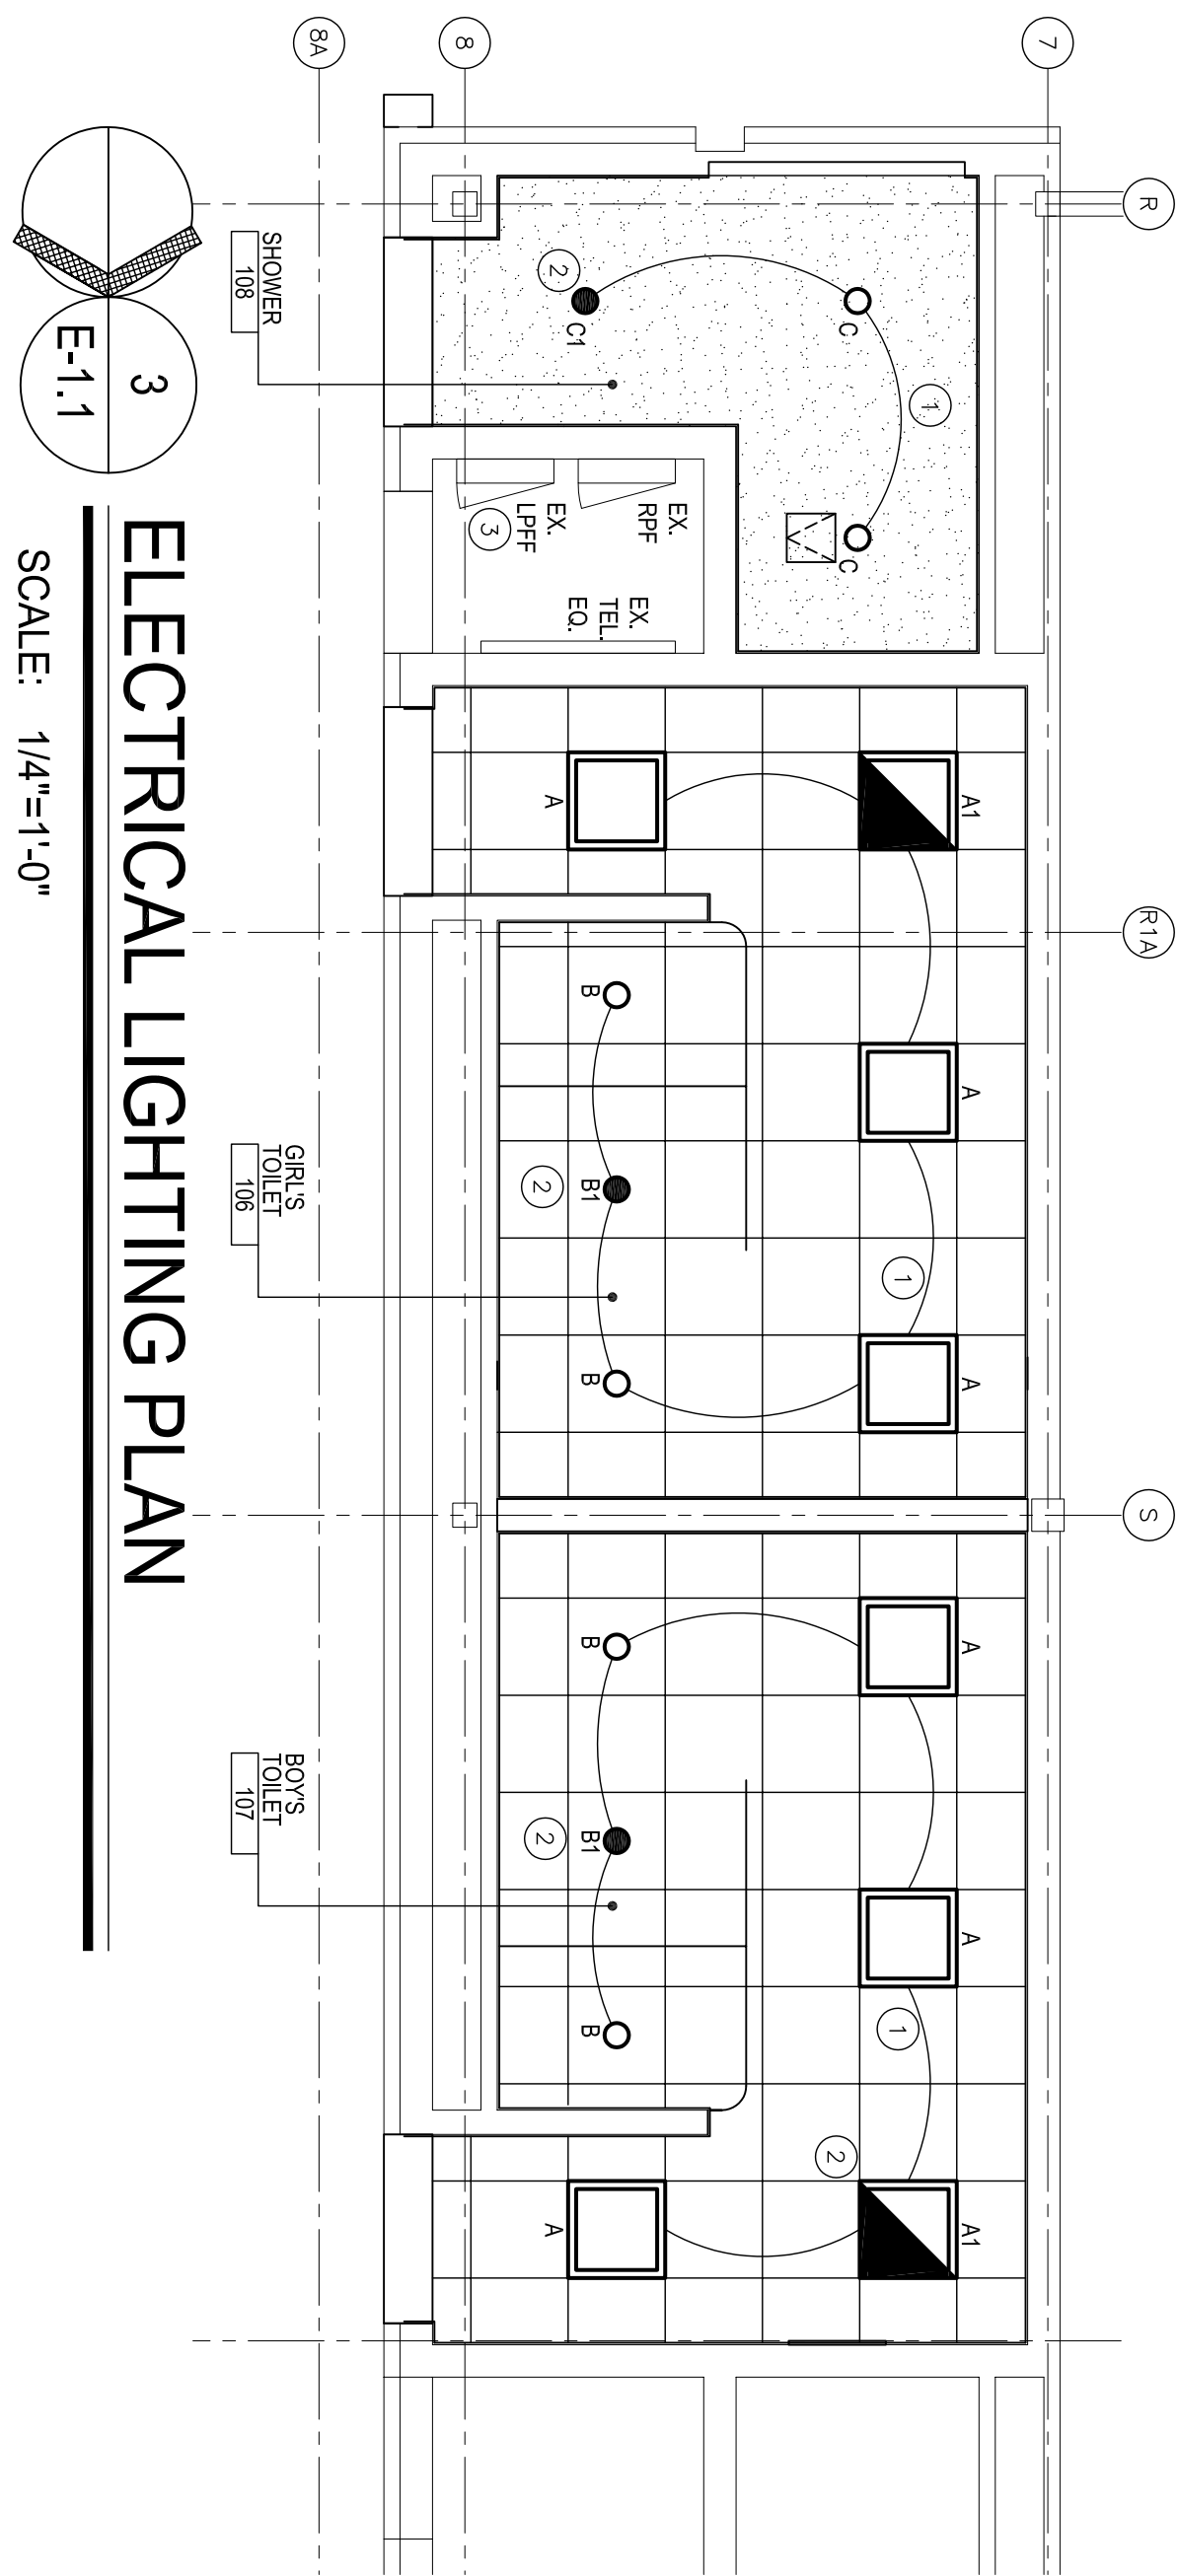 R
R1A
S
7
8
8A
1
C
C
2
C1
EX.
RPF
EX.
LPFF
3
EX.
TEL.
EQ.
SHOWER
108
A1
A
A
A
1
A
B
2
B1
B
GIRL'S
TOILET
106
A
A
A1
1
2
B
2
B1
B
A
BOY'S
TOILET
107
3
E-1.1
ELECTRICAL LIGHTING PLAN
SCALE: 1/4"=1'-0"